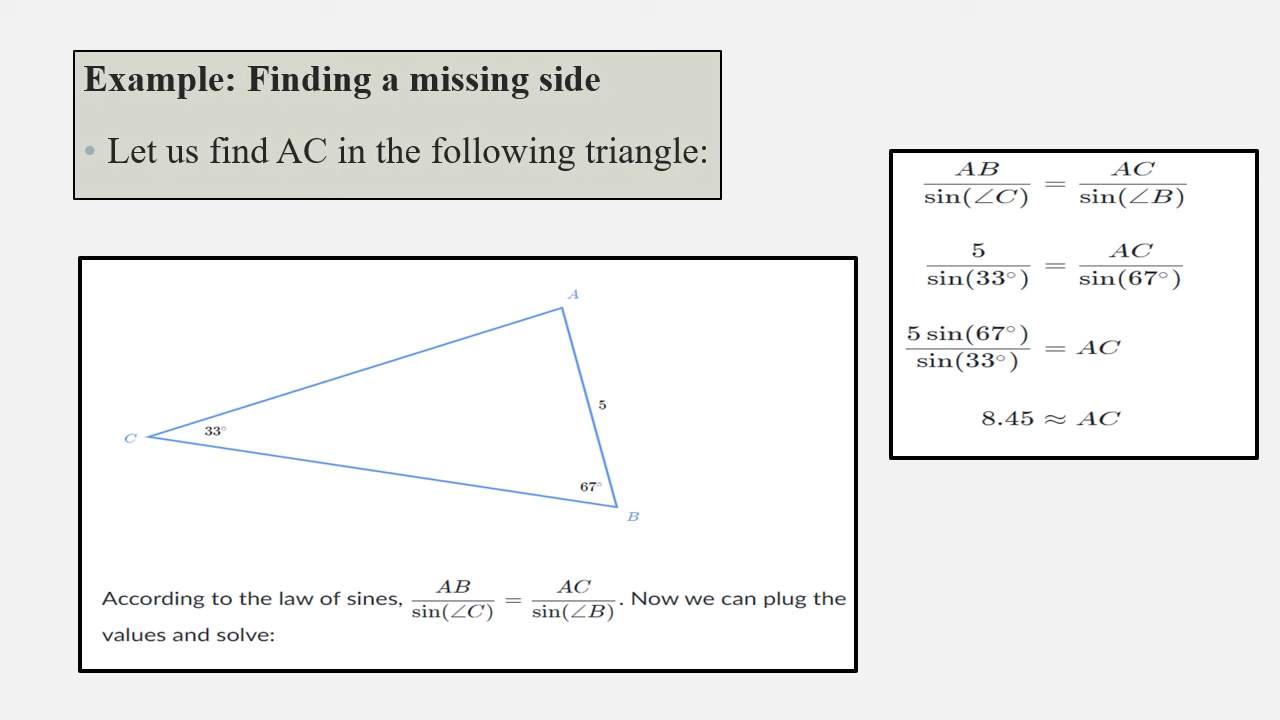 Example: Finding a missing side
• Let us find AC in the following triangle:
A
5
C
33°
67°
B
According to the law of sines, AB/sin(∠C) = AC/sin(∠B). Now we can plug the
values and solve:
AB/sin(∠C) = AC/sin(∠B)
5/sin(33°) = AC/sin(67°)
5 sin(67°)/sin(33°) = AC
8.45 ≈ AC